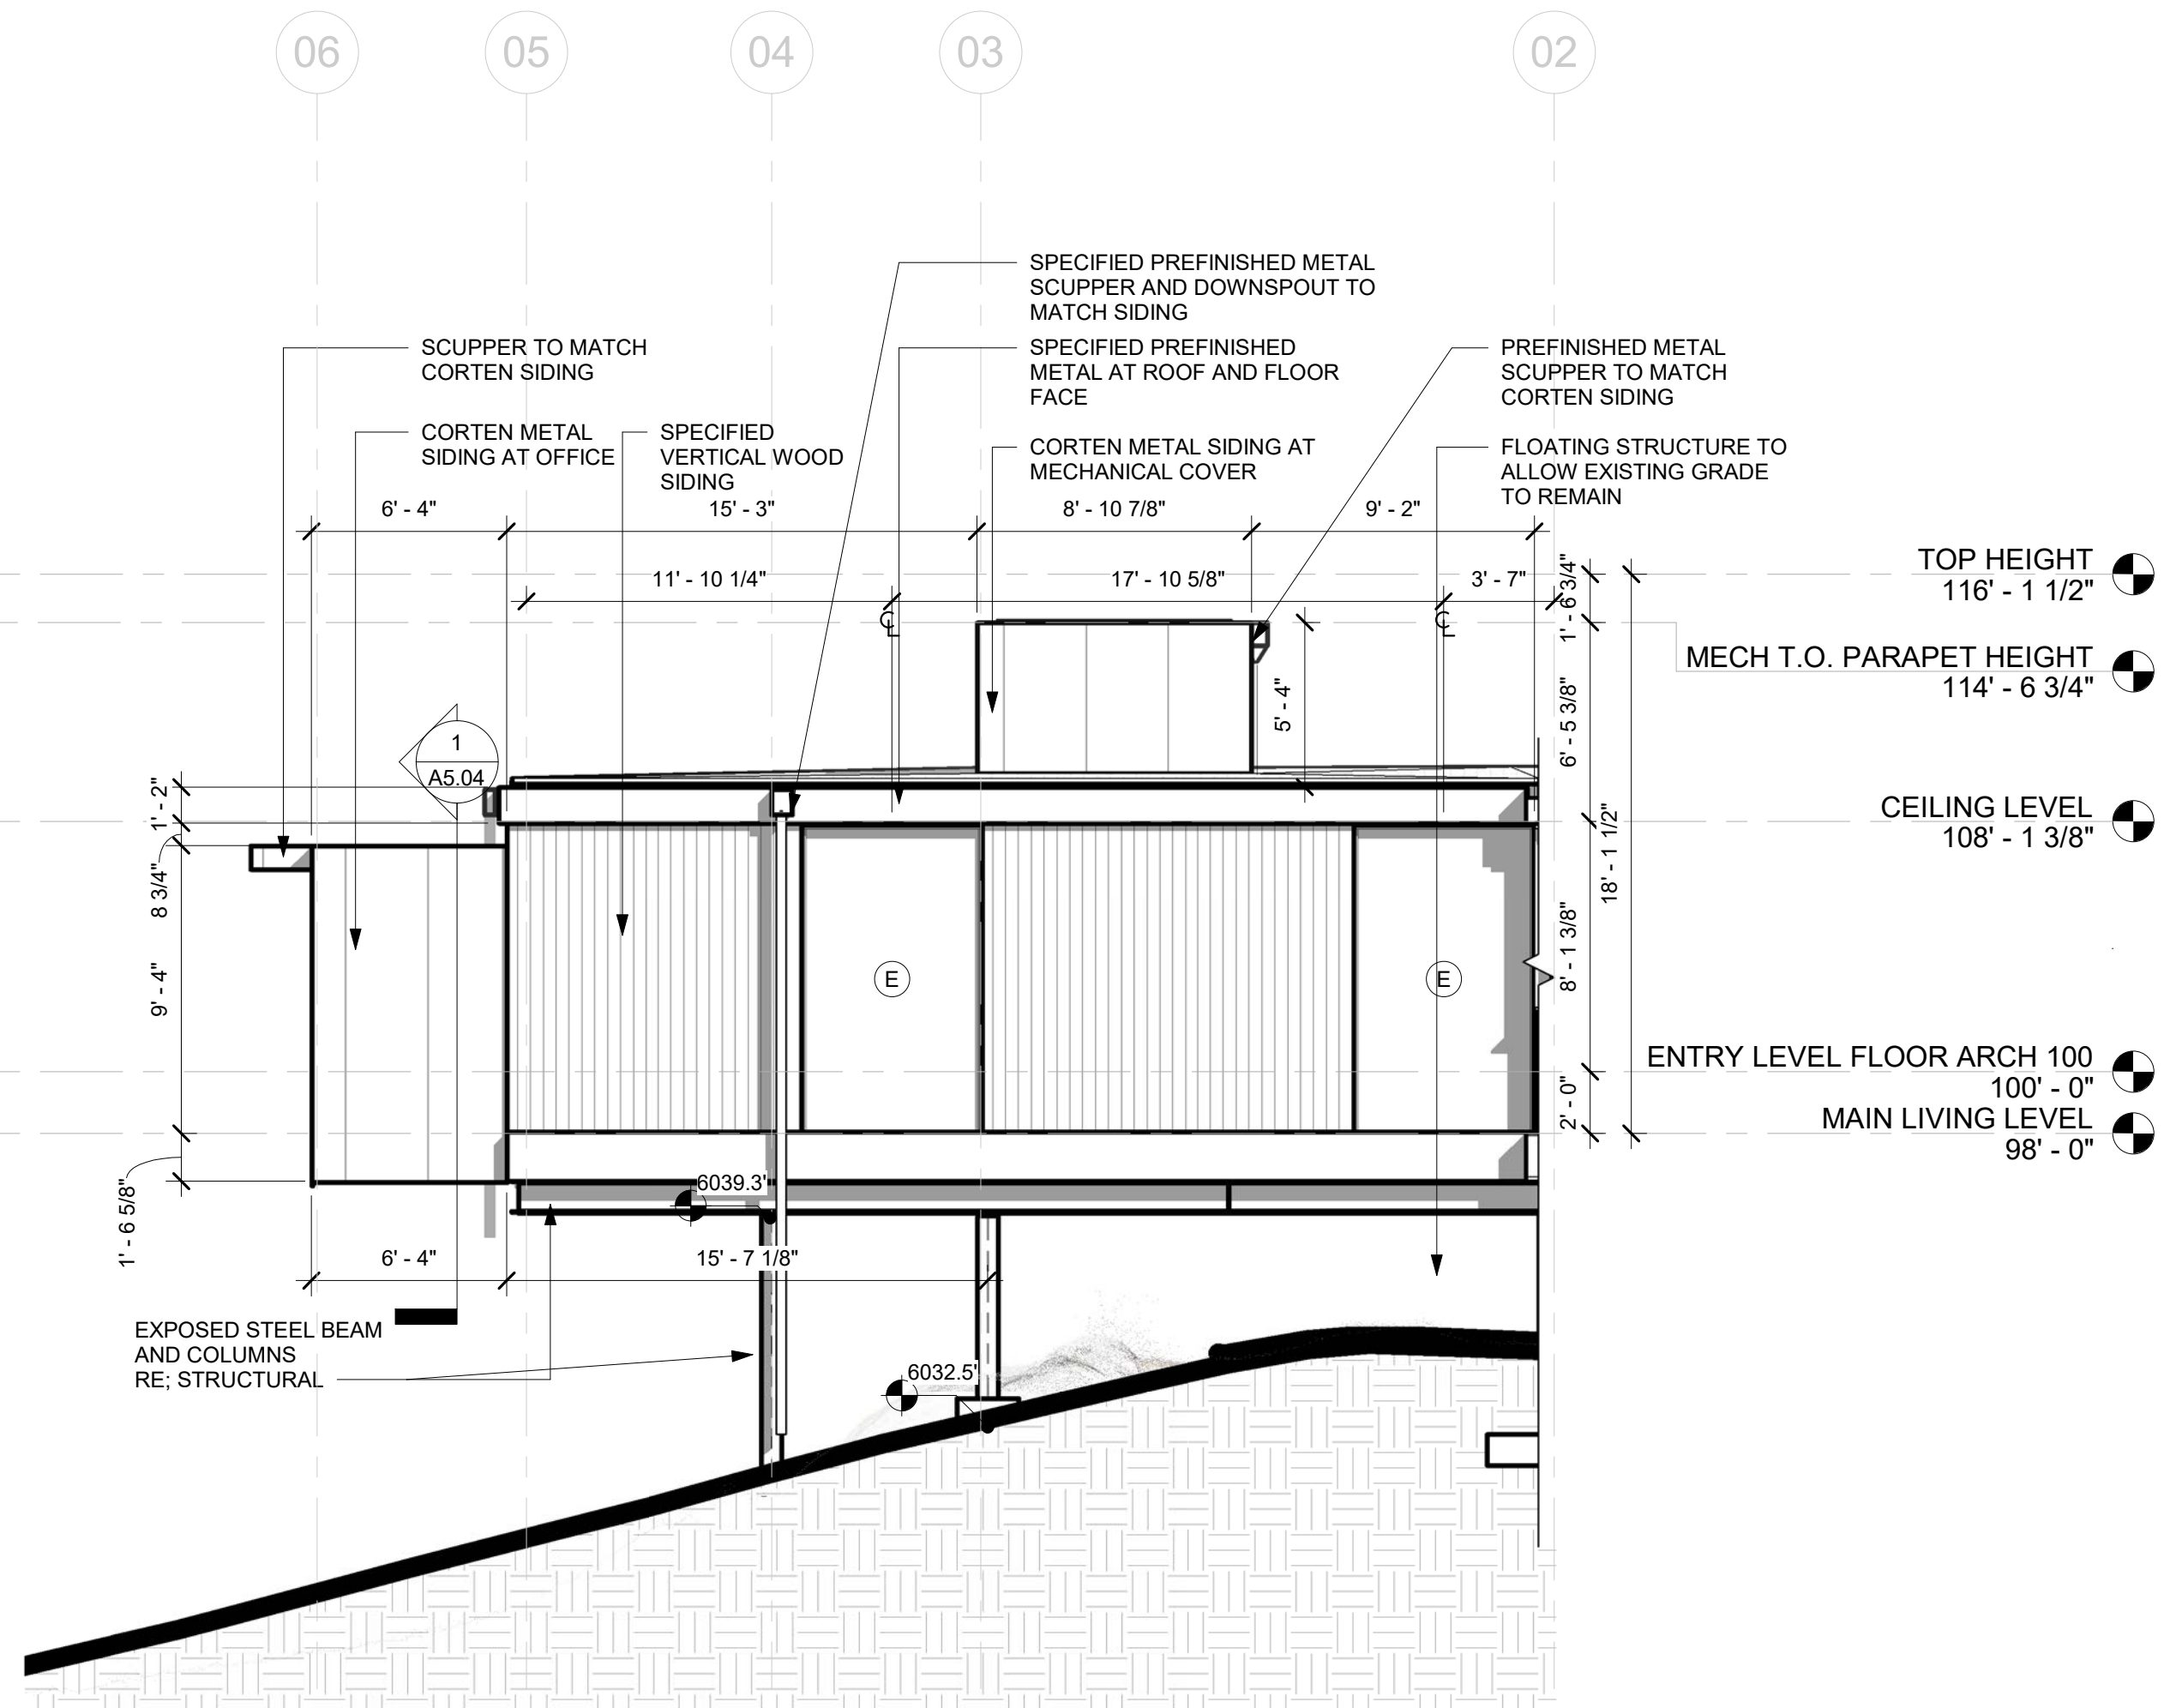 06
05
04
03
02
SPECIFIED PREFINISHED METAL
SCUPPER AND DOWNSPOUT TO
MATCH SIDING
SCUPPER TO MATCH
CORTEN SIDING
SPECIFIED PREFINISHED
METAL AT ROOF AND FLOOR
FACE
PREFINISHED METAL
SCUPPER TO MATCH
CORTEN SIDING
CORTEN METAL
SIDING AT OFFICE
SPECIFIED
VERTICAL WOOD
SIDING
CORTEN METAL SIDING AT
MECHANICAL COVER
FLOATING STRUCTURE TO
ALLOW EXISTING GRADE
TO REMAIN
6' - 4"
15' - 3"
8' - 10 7/8"
9' - 2"
11' - 10 1/4"
17' - 10 5/8"
3' - 7"
1' - 6 3/4"
TOP HEIGHT
116' - 1 1/2"
CL
CL
MECH T.O. PARAPET HEIGHT
114' - 6 3/4"
5' - 4"
6' - 5 3/8"
1
A5.04
1' - 2"
CEILING LEVEL
108' - 1 3/8"
18' - 1 1/2"
8 3/4"
9' - 4"
E
E
8' - 1 3/8"
ENTRY LEVEL FLOOR ARCH 100
100' - 0"
2' - 0"
MAIN LIVING LEVEL
98' - 0"
1' - 6 5/8"
6039.3'
6' - 4"
15' - 7 1/8"
EXPOSED STEEL BEAM
AND COLUMNS
RE; STRUCTURAL
6032.5'